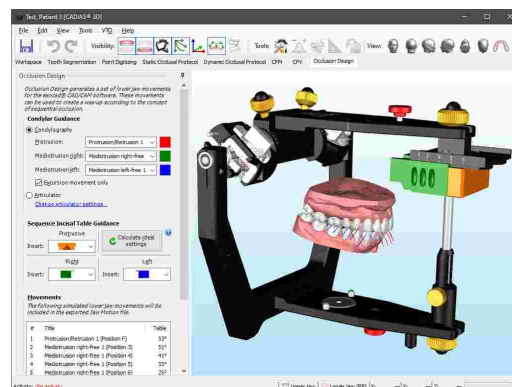 Test, Patient 3 [CADIAS® 3D]
File Edit View Tools VTO Help
Visibility: Tools: View:
Workspace Tooth Segmentation Point Digitizing Static Occlusal Protocol Dynamic Occlusal Protocol CPM CPV Occlusion Design
Occlusion Design
Occlusion Design generates a set of lower jaw movements
for the exocad® CAD/CAM software. These movements
can be used to create a wax-up according to the concept
of sequential occlusion.
Condylar Guidance
Condylography
Protrusion: Protrusion/Retrusion 1
Mediotrusion right: Mediotrusion right-free
Mediotrusion left: Mediotrusion left-free 1
Excursion movement only
Articulator
Change articulator settings...
Sequence Incisal Table Guidance
Protrusive
Insert: Calculate ideal
settings
Right Left
Insert: Insert:
Movements
The following simulated lower jaw movements will be
included in the exported Jaw Motion file.
# Title Table
1 Protrusion/Retrusion 1 (Position F) 53°
2 Mediotrusion right-free 1 (Position 3) 51°
3 Mediotrusion right-free 1 (Position 4) 41°
4 Mediotrusion right-free 1 (Position 5) 33°
5 Mediotrusion right-free 1 (Position 6) 25°
Activity: No Activity Upper Jaw Lower Jaw (RP) X: Y: Z: